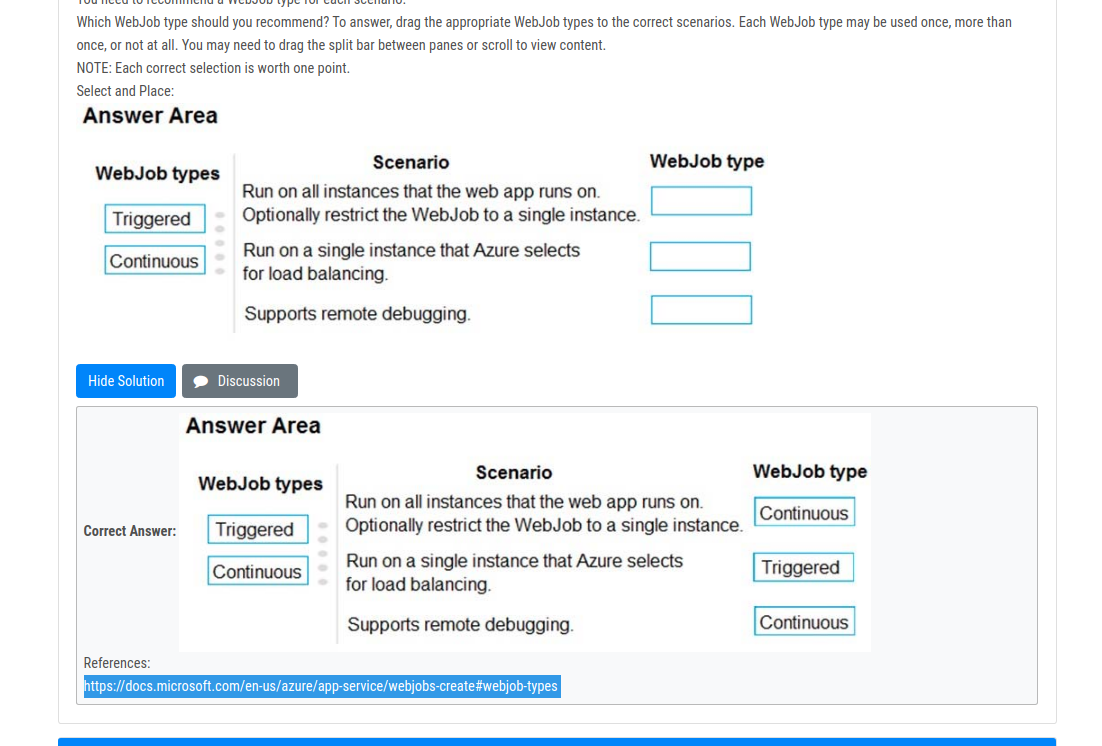 You need to recommend a WebJob type for each scenario.
Which WebJob type should you recommend? To answer, drag the appropriate WebJob types to the correct scenarios. Each WebJob type may be used once, more than
once, or not at all. You may need to drag the split bar between panes or scroll to view content.
NOTE: Each correct selection is worth one point.
Select and Place:
Answer Area
WebJob types
Scenario
WebJob type
Triggered
Continuous
Run on all instances that the web app runs on.
Optionally restrict the WebJob to a single instance.
Run on a single instance that Azure selects
for load balancing.
Supports remote debugging.
Hide Solution
Discussion
Correct Answer:
Answer Area
WebJob types
Scenario
WebJob type
Triggered
Continuous
Run on all instances that the web app runs on.
Optionally restrict the WebJob to a single instance.
Continuous
Run on a single instance that Azure selects
for load balancing.
Triggered
Supports remote debugging.
Continuous
References:
https://docs.microsoft.com/en-us/azure/app-service/webjobs-create#webjob-types